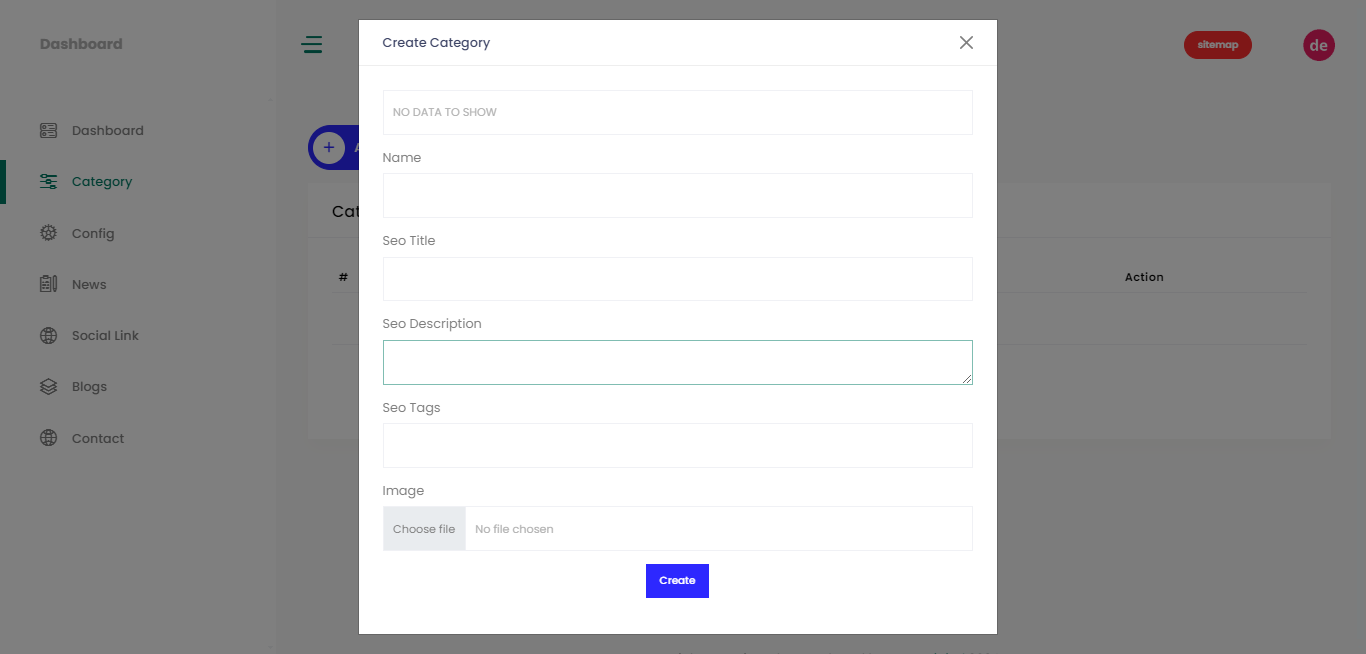 Dashboard
Create Category
sitemap
de
NO DATA TO SHOW
Dashboard
Name
Category
Cat
Seo Title
Config
#
Action
News
Seo Description
Social Link
Blogs
Seo Tags
Contact
Image
Choose file
No file chosen
Create